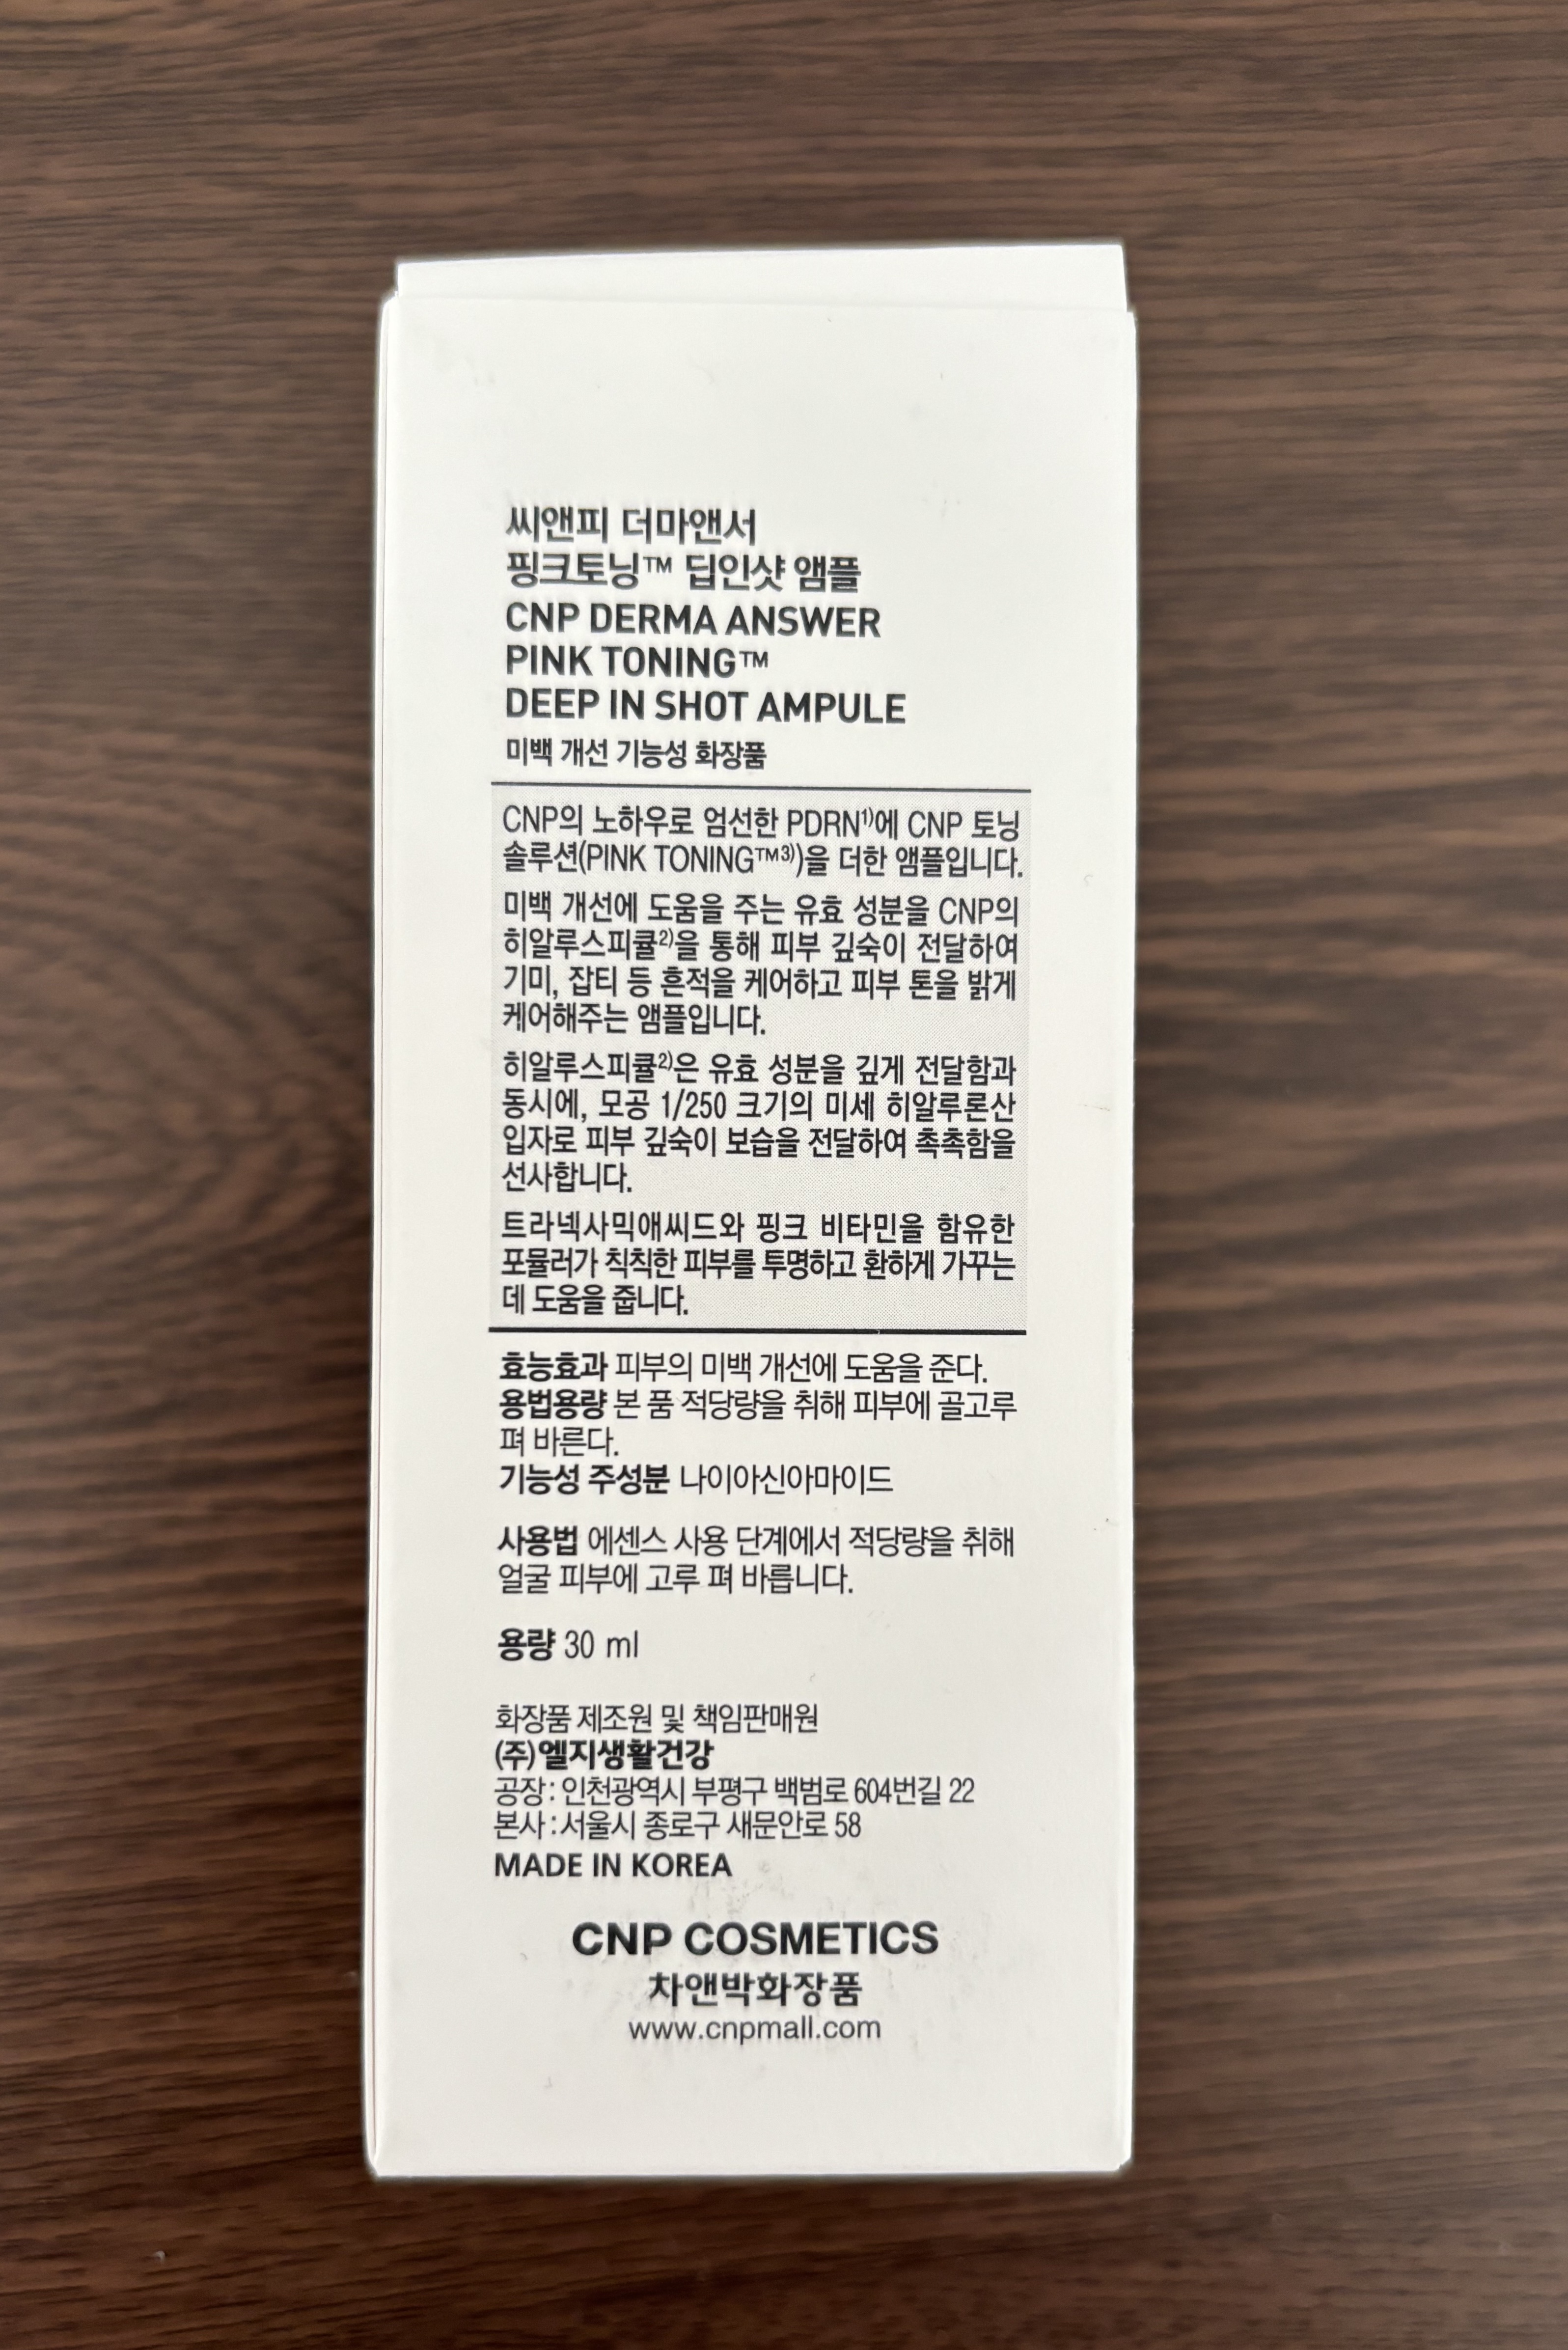 씨앤피 더마앤서
핑크토닝™ 딥인샷 앰플
CNP DERMA ANSWER
PINK TONING™
DEEP IN SHOT AMPULE
미백 개선 기능성 화장품
CNP의 노하우로 엄선한 PDRN¹⁾에 CNP 토닝
솔루션(PINK TONING™³⁾)을 더한 앰플입니다.
미백 개선에 도움을 주는 유효 성분을 CNP의
히알루스피큘²⁾을 통해 피부 깊숙이 전달하여
기미, 잡티 등 흔적을 케어하고 피부 톤을 밝게
케어해주는 앰플입니다.
히알루스피큘²⁾은 유효 성분을 깊게 전달함과
동시에, 모공 1/250 크기의 미세 히알루론산
입자로 피부 깊숙이 보습을 전달하여 촉촉함을
선사합니다.
트라넥사믹애씨드와 핑크 비타민을 함유한
포뮬러가 칙칙한 피부를 투명하고 환하게 가꾸는
데 도움을 줍니다.
효능효과 피부의 미백 개선에 도움을 준다.
용법용량 본 품 적당량을 취해 피부에 골고루
펴 바른다.
기능성 주성분 나이아신아마이드
사용법 에센스 사용 단계에서 적당량을 취해
얼굴 피부에 고루 펴 바릅니다.
용량 30 ml
화장품 제조원 및 책임판매원
(주)엘지생활건강
공장 : 인천광역시 부평구 백범로 604번길 22
본사 : 서울시 종로구 새문안로 58
MADE IN KOREA
CNP COSMETICS
차앤박화장품
www.cnpmall.com